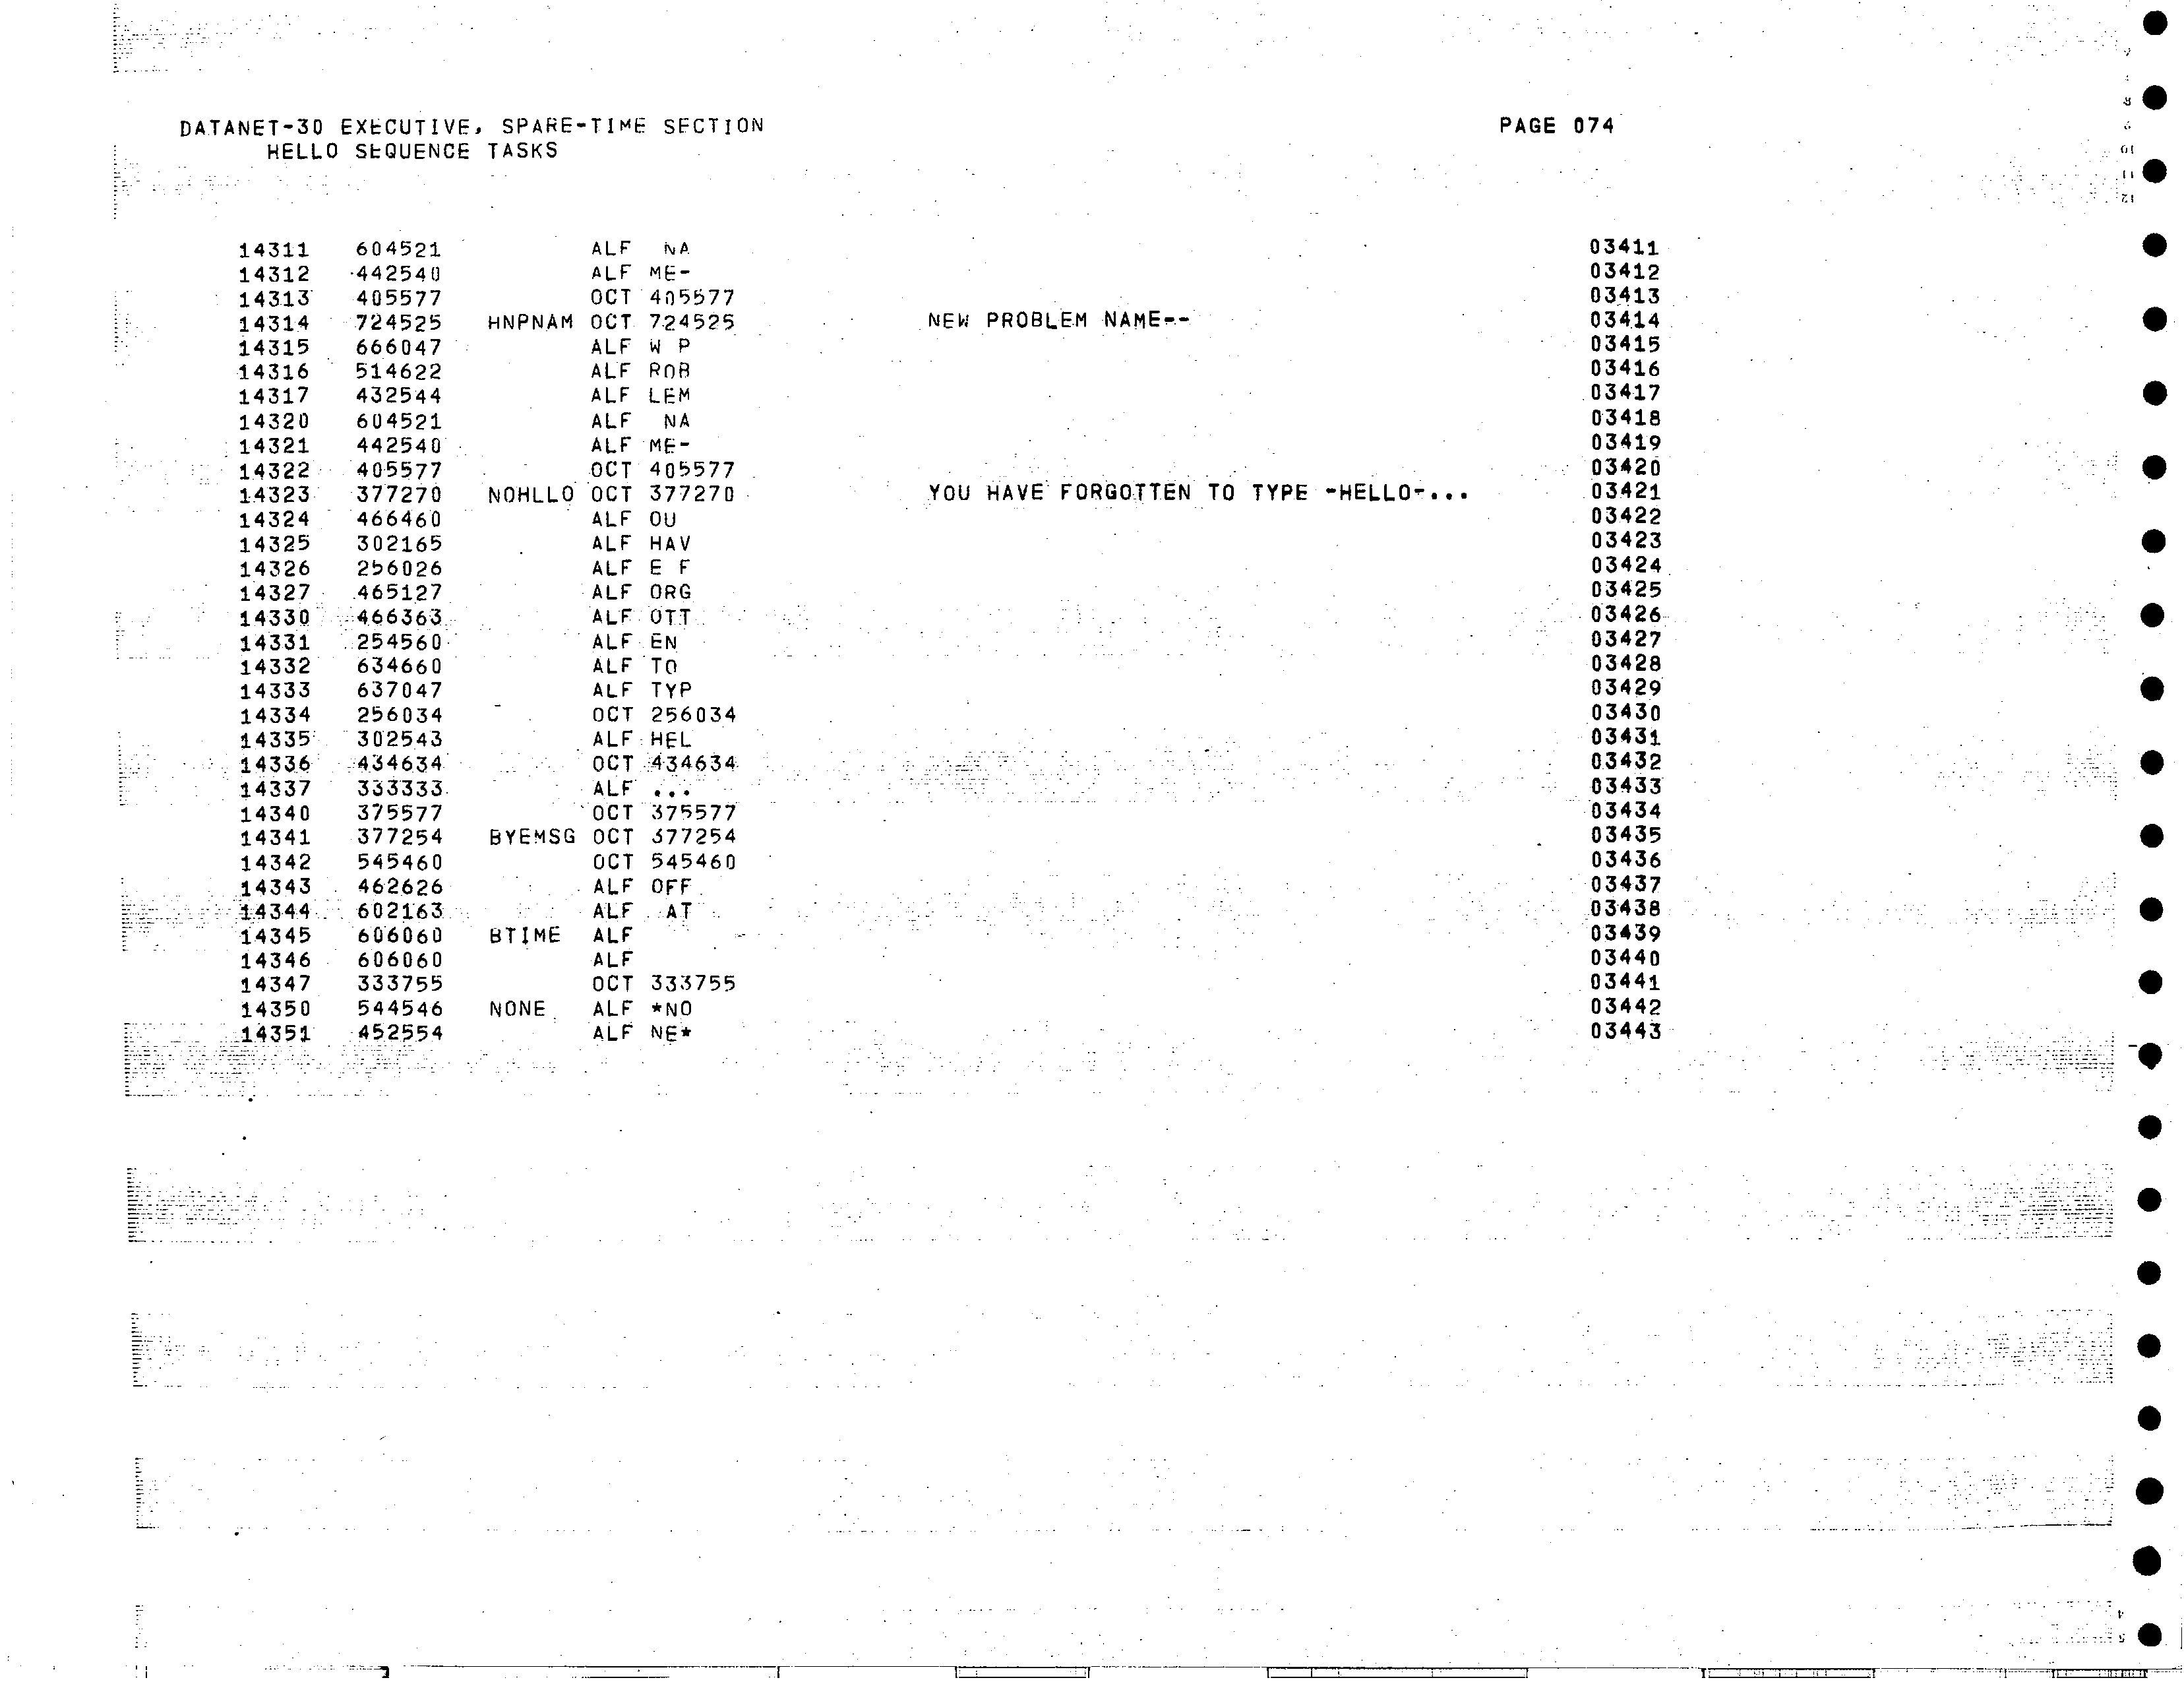 DATANET-30 EXECUTIVE, SPARE-TIME SECTION PAGE 074
HELLO SEQUENCE TASKS
14311 604521 ALF  NA 03411
14312 442540 ALF ME- 03412
14313 405577 OCT 405577 03413
14314 724525 HNPNAM OCT 724525 NEW PROBLEM NAME-- 03414
14315 666047 ALF W P 03415
14316 514622 ALF ROB 03416
14317 432544 ALF LEM 03417
14320 604521 ALF  NA 03418
14321 442540 ALF ME- 03419
14322 405577 OCT 405577 03420
14323 377270 NOHLLO OCT 377270 YOU HAVE FORGOTTEN TO TYPE -HELLO-... 03421
14324 466460 ALF OU 03422
14325 302165 ALF HAV 03423
14326 256026 ALF E F 03424
14327 465127 ALF ORG 03425
14330 466363 ALF OTT 03426
14331 254560 ALF EN 03427
14332 634660 ALF TO 03428
14333 637047 ALF TYP 03429
14334 256034 OCT 256034 03430
14335 302543 ALF HEL 03431
14336 434634 OCT 434634 03432
14337 333333 ALF ... 03433
14340 375577 OCT 375577 03434
14341 377254 BYEMSG OCT 377254 03435
14342 545460 OCT 545460 03436
14343 462626 ALF OFF 03437
14344 602163 ALF  AT 03438
14345 606060 BTIME ALF 03439
14346 606060 ALF 03440
14347 333755 OCT 333755 03441
14350 544546 NONE ALF *NO 03442
14351 452554 ALF NE* 03443